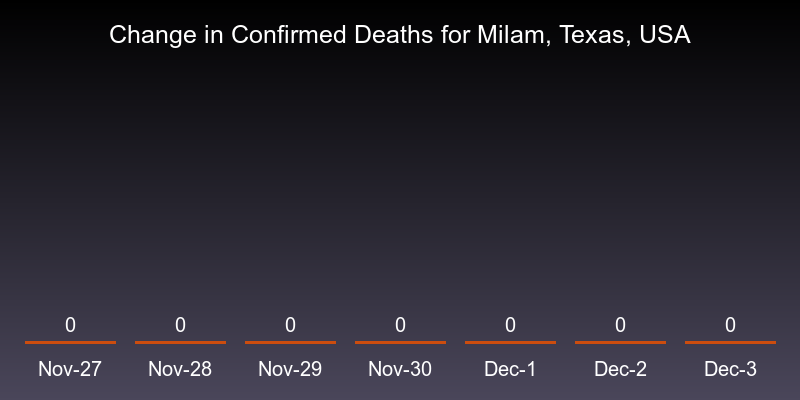 Change in Confirmed Deaths for Milam, Texas, USA
0 0 0 0 0 0 0
Nov-27 Nov-28 Nov-29 Nov-30 Dec-1 Dec-2 Dec-3